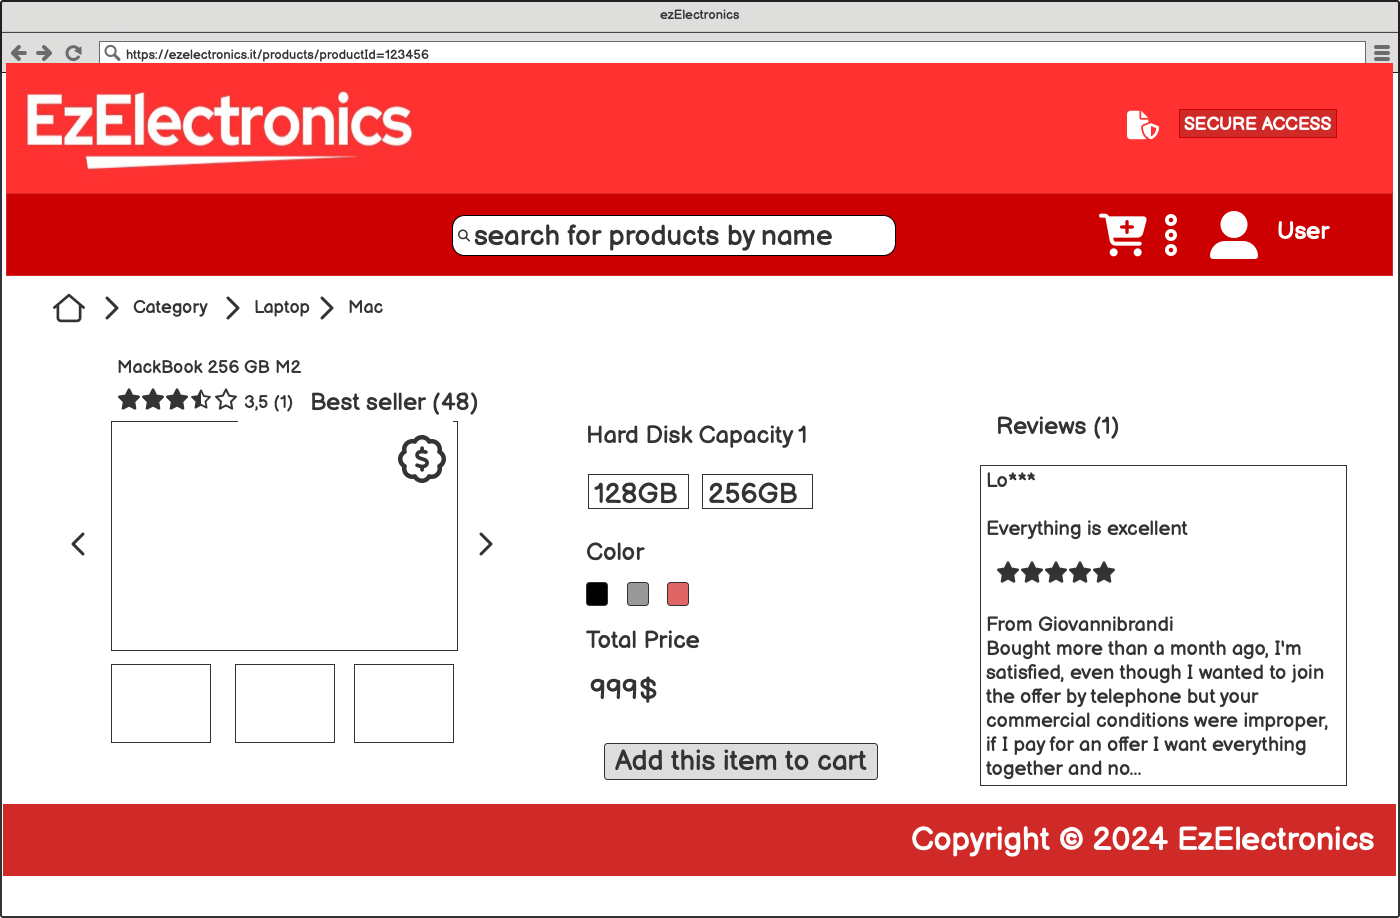 ezElectronics
https://ezelectronics.it/products/productId=123456
EzElectronics
SECURE ACCESS
search for products by name
User
Category
Laptop
Mac
MackBook 256 GB M2
3,5 (1)
Best seller (48)
$
Hard Disk Capacity 1
128GB
256GB
Color
Total Price
999$
Add this item to cart
Reviews (1)
Lo***
Everything is excellent
From Giovannibrandi
Bought more than a month ago, I'm
satisfied, even though I wanted to join
the offer by telephone but your
commercial conditions were improper,
if I pay for an offer I want everything
together and no...
Copyright © 2024 EzElectronics